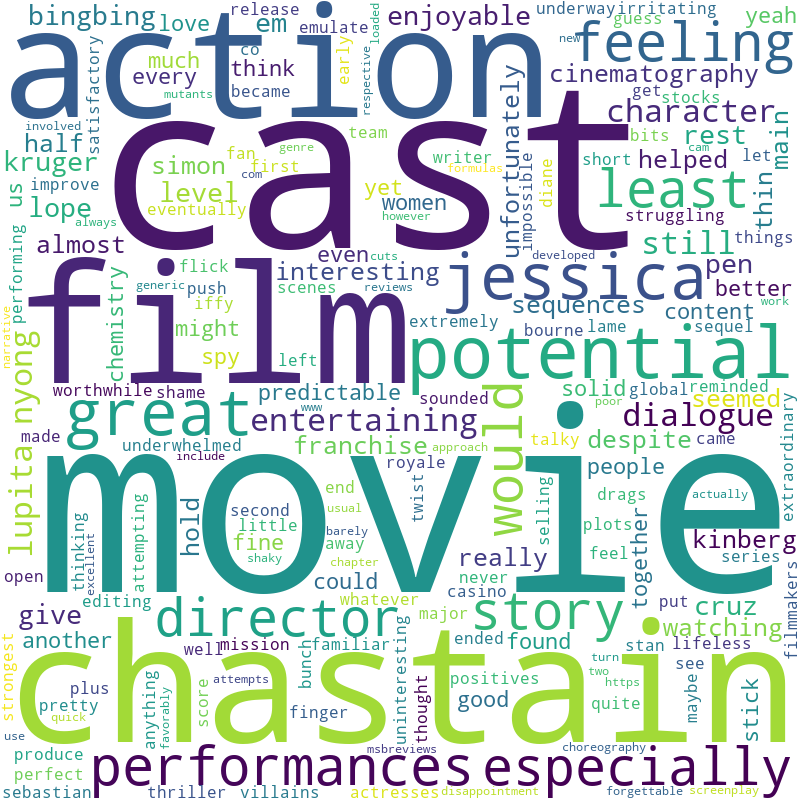 bingbing love release em emulate loaded enjoyable underway irritating guess yeah
action feeling
satisfactory much co every think became early respective new cinematography get stocks
mutants involved half kruger us improve lope always
cast
team genre fan first com simon level eventually yet writer women formulas however
unfortunately impossible short diane character bits rest cam helped let main thin
least struggling still things
almost performing chemistry flick push iffy might spy scenes left
film
even cuts interesting generic reviews developed
jessica pen better sequences content work
extremely bourne lame sequel
potential
narrative nyong lupita worthwhile shame predictable sounded
great entertaining www
solid global reminded poor seemed
would dialogue
made underwhelmed include franchise approach royale twist talky despite came people extraordinary
movie
open thinking excellent attempting hold second end usual little barely fine shaky away chapter
selling drags plots feel actually kinberg series
really together never casino could whatever editing
give director major story put cruz filmmakers
another well mission familiar bunch uninteresting ended found stan watching lifeless
strongest plus pretty quick anything favorably score attempts finger thought
chastain
positives good turn two https quite maybe see stick
use produce perfect msbreviews choreography
performances especially
sebastian thriller villains actresses disappointment forgettable screenplay